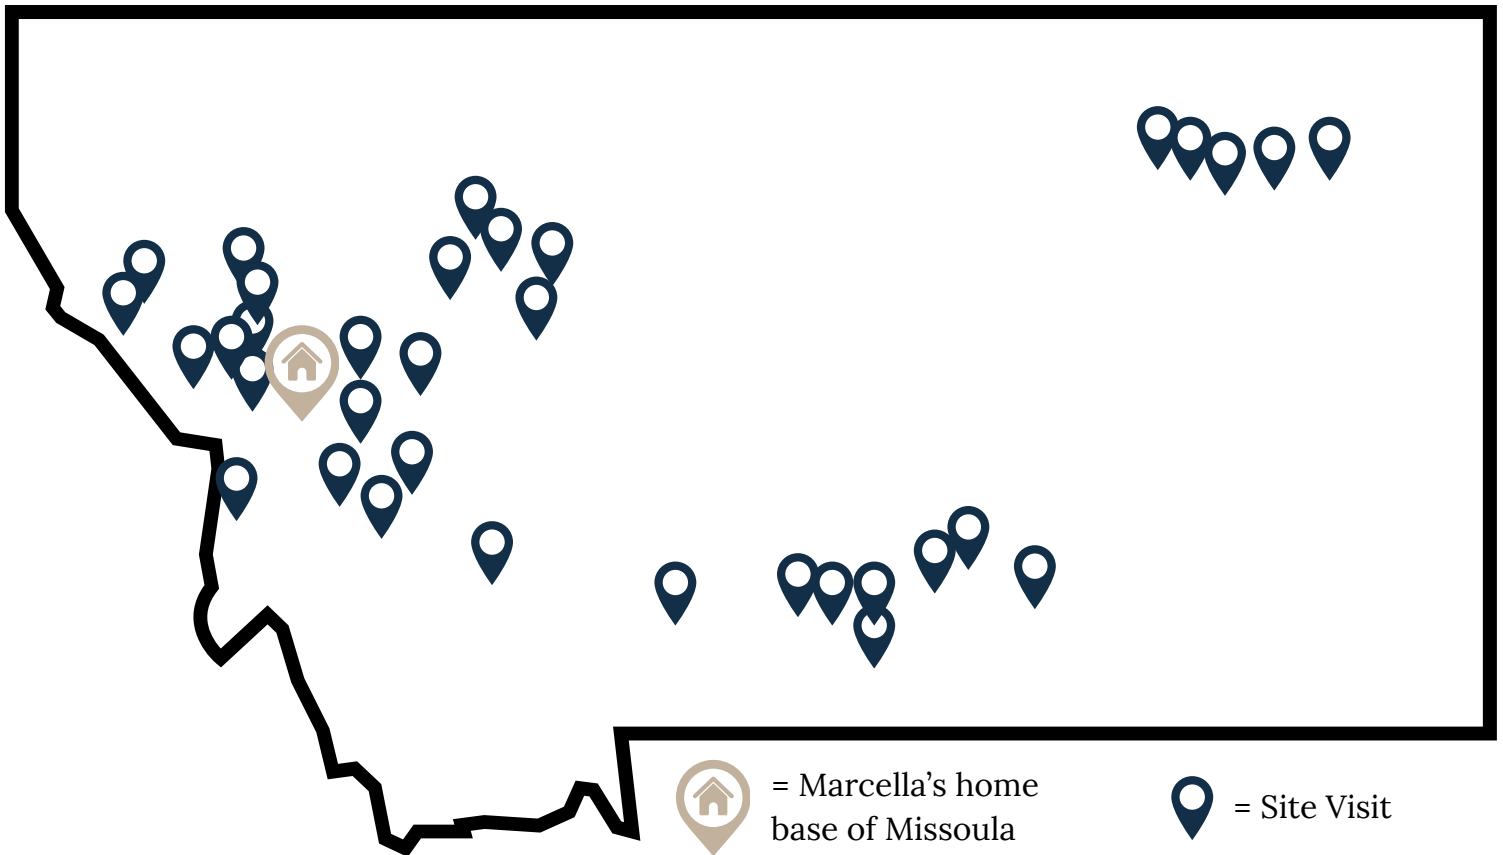 = Marcella’s home
base of Missoula
= Site Visit